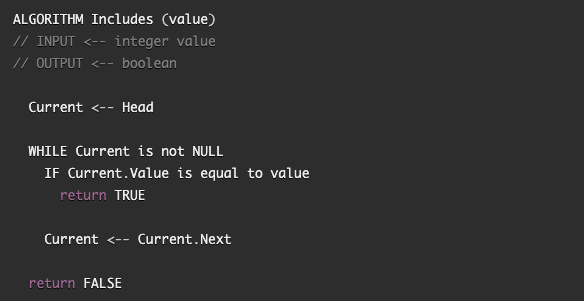 ALGORITHM Includes (value)
// INPUT <-- integer value
// OUTPUT <-- boolean
Current <-- Head
WHILE Current is not NULL
IF Current.Value is equal to value
return TRUE
Current <-- Current.Next
return FALSE